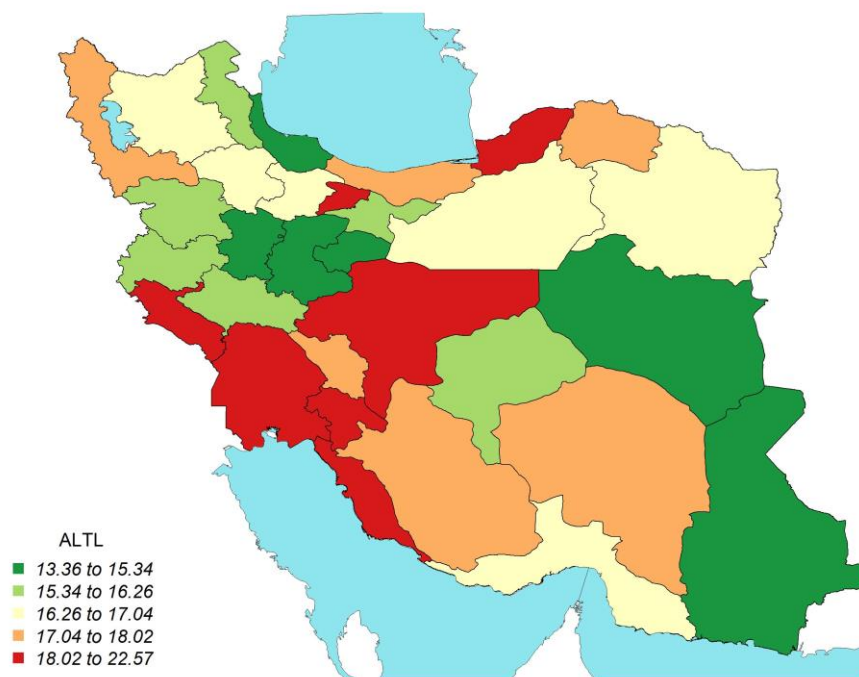 ALTL
13.36 to 15.34
15.34 to 16.26
16.26 to 17.04
17.04 to 18.02
18.02 to 22.57